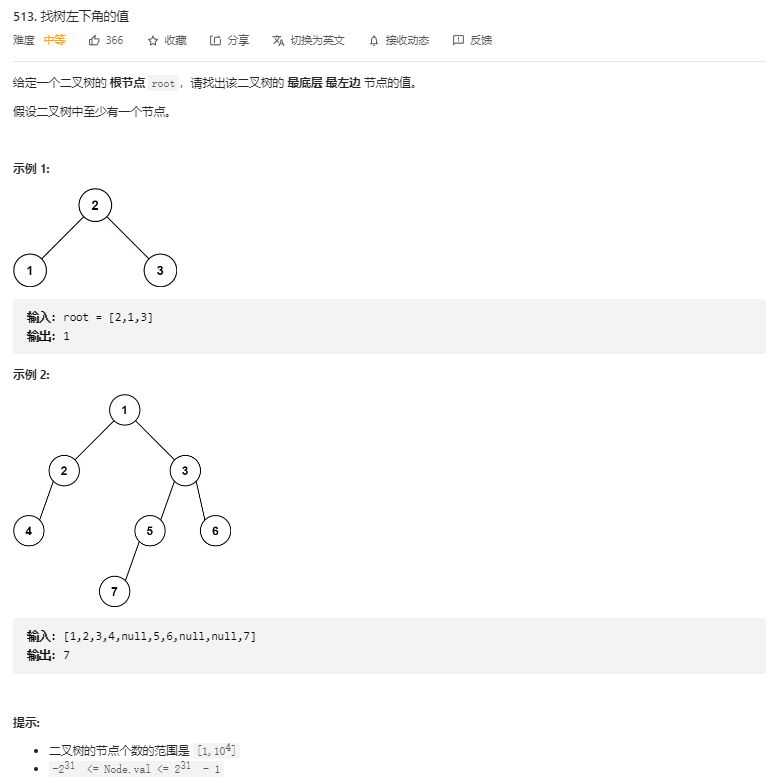 513. 找树左下角的值
难度 中等 366 收藏 分享 切换为英文 接收动态 反馈
给定一个二叉树的 根节点 root，请找出该二叉树的 最底层 最左边 节点的值。
假设二叉树中至少有一个节点。
示例 1:
2
1 3
输入: root = [2,1,3]
输出: 1
示例 2:
1
2 3
4 5 6
7
输入: [1,2,3,4,null,5,6,null,null,7]
输出: 7
提示:
• 二叉树的节点个数的范围是 [1,10⁴]
• -2³¹ <= Node.val <= 2³¹ - 1